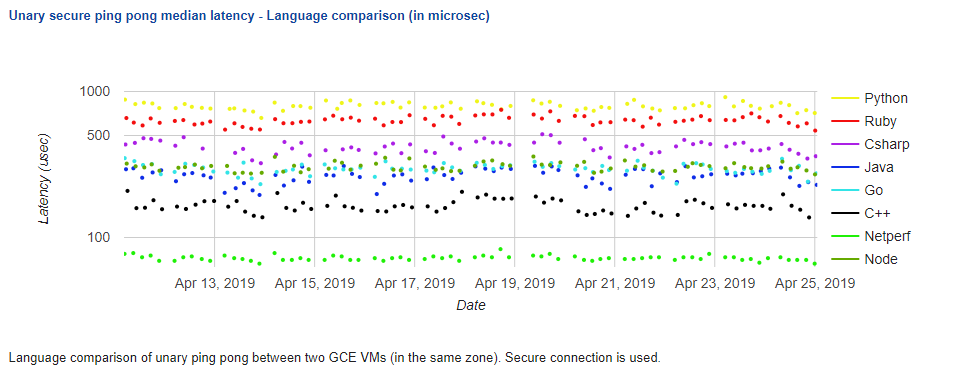 Unary secure ping pong median latency - Language comparison (in microsec)
1000
500
100
Latency (usec)
Apr 13, 2019
Apr 15, 2019
Apr 17, 2019
Apr 19, 2019
Apr 21, 2019
Apr 23, 2019
Apr 25, 2019
Date
Python
Ruby
Csharp
Java
Go
C++
Netperf
Node
Language comparison of unary ping pong between two GCE VMs (in the same zone). Secure connection is used.